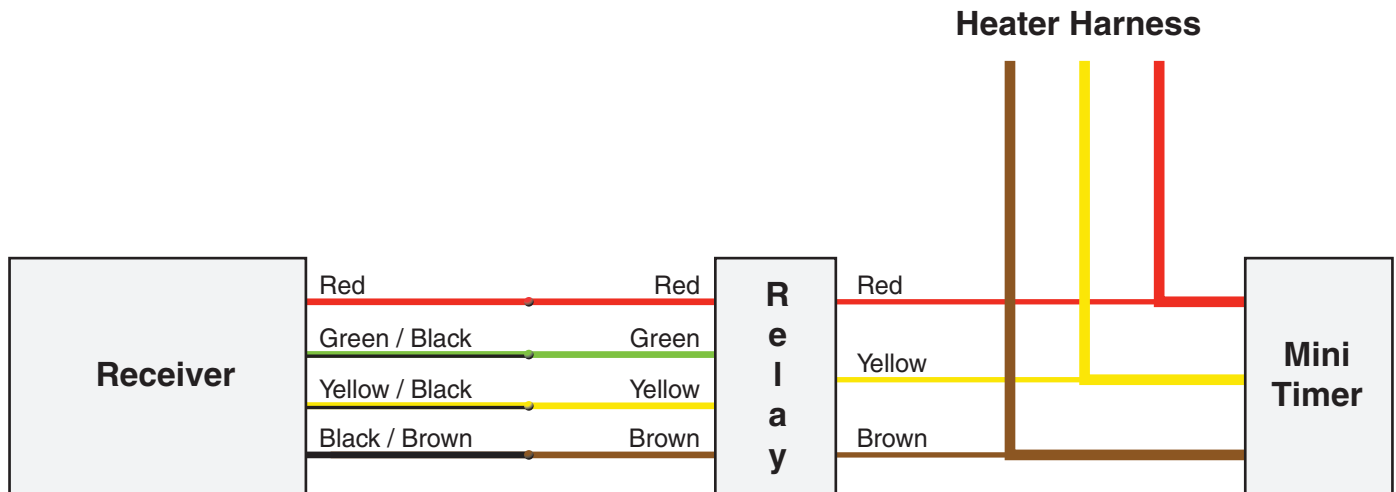 Heater Harness
Receiver
Red
Green / Black
Yellow / Black
Black / Brown
Red
Green
Yellow
Brown
Relay
Red
Yellow
Brown
Mini
Timer